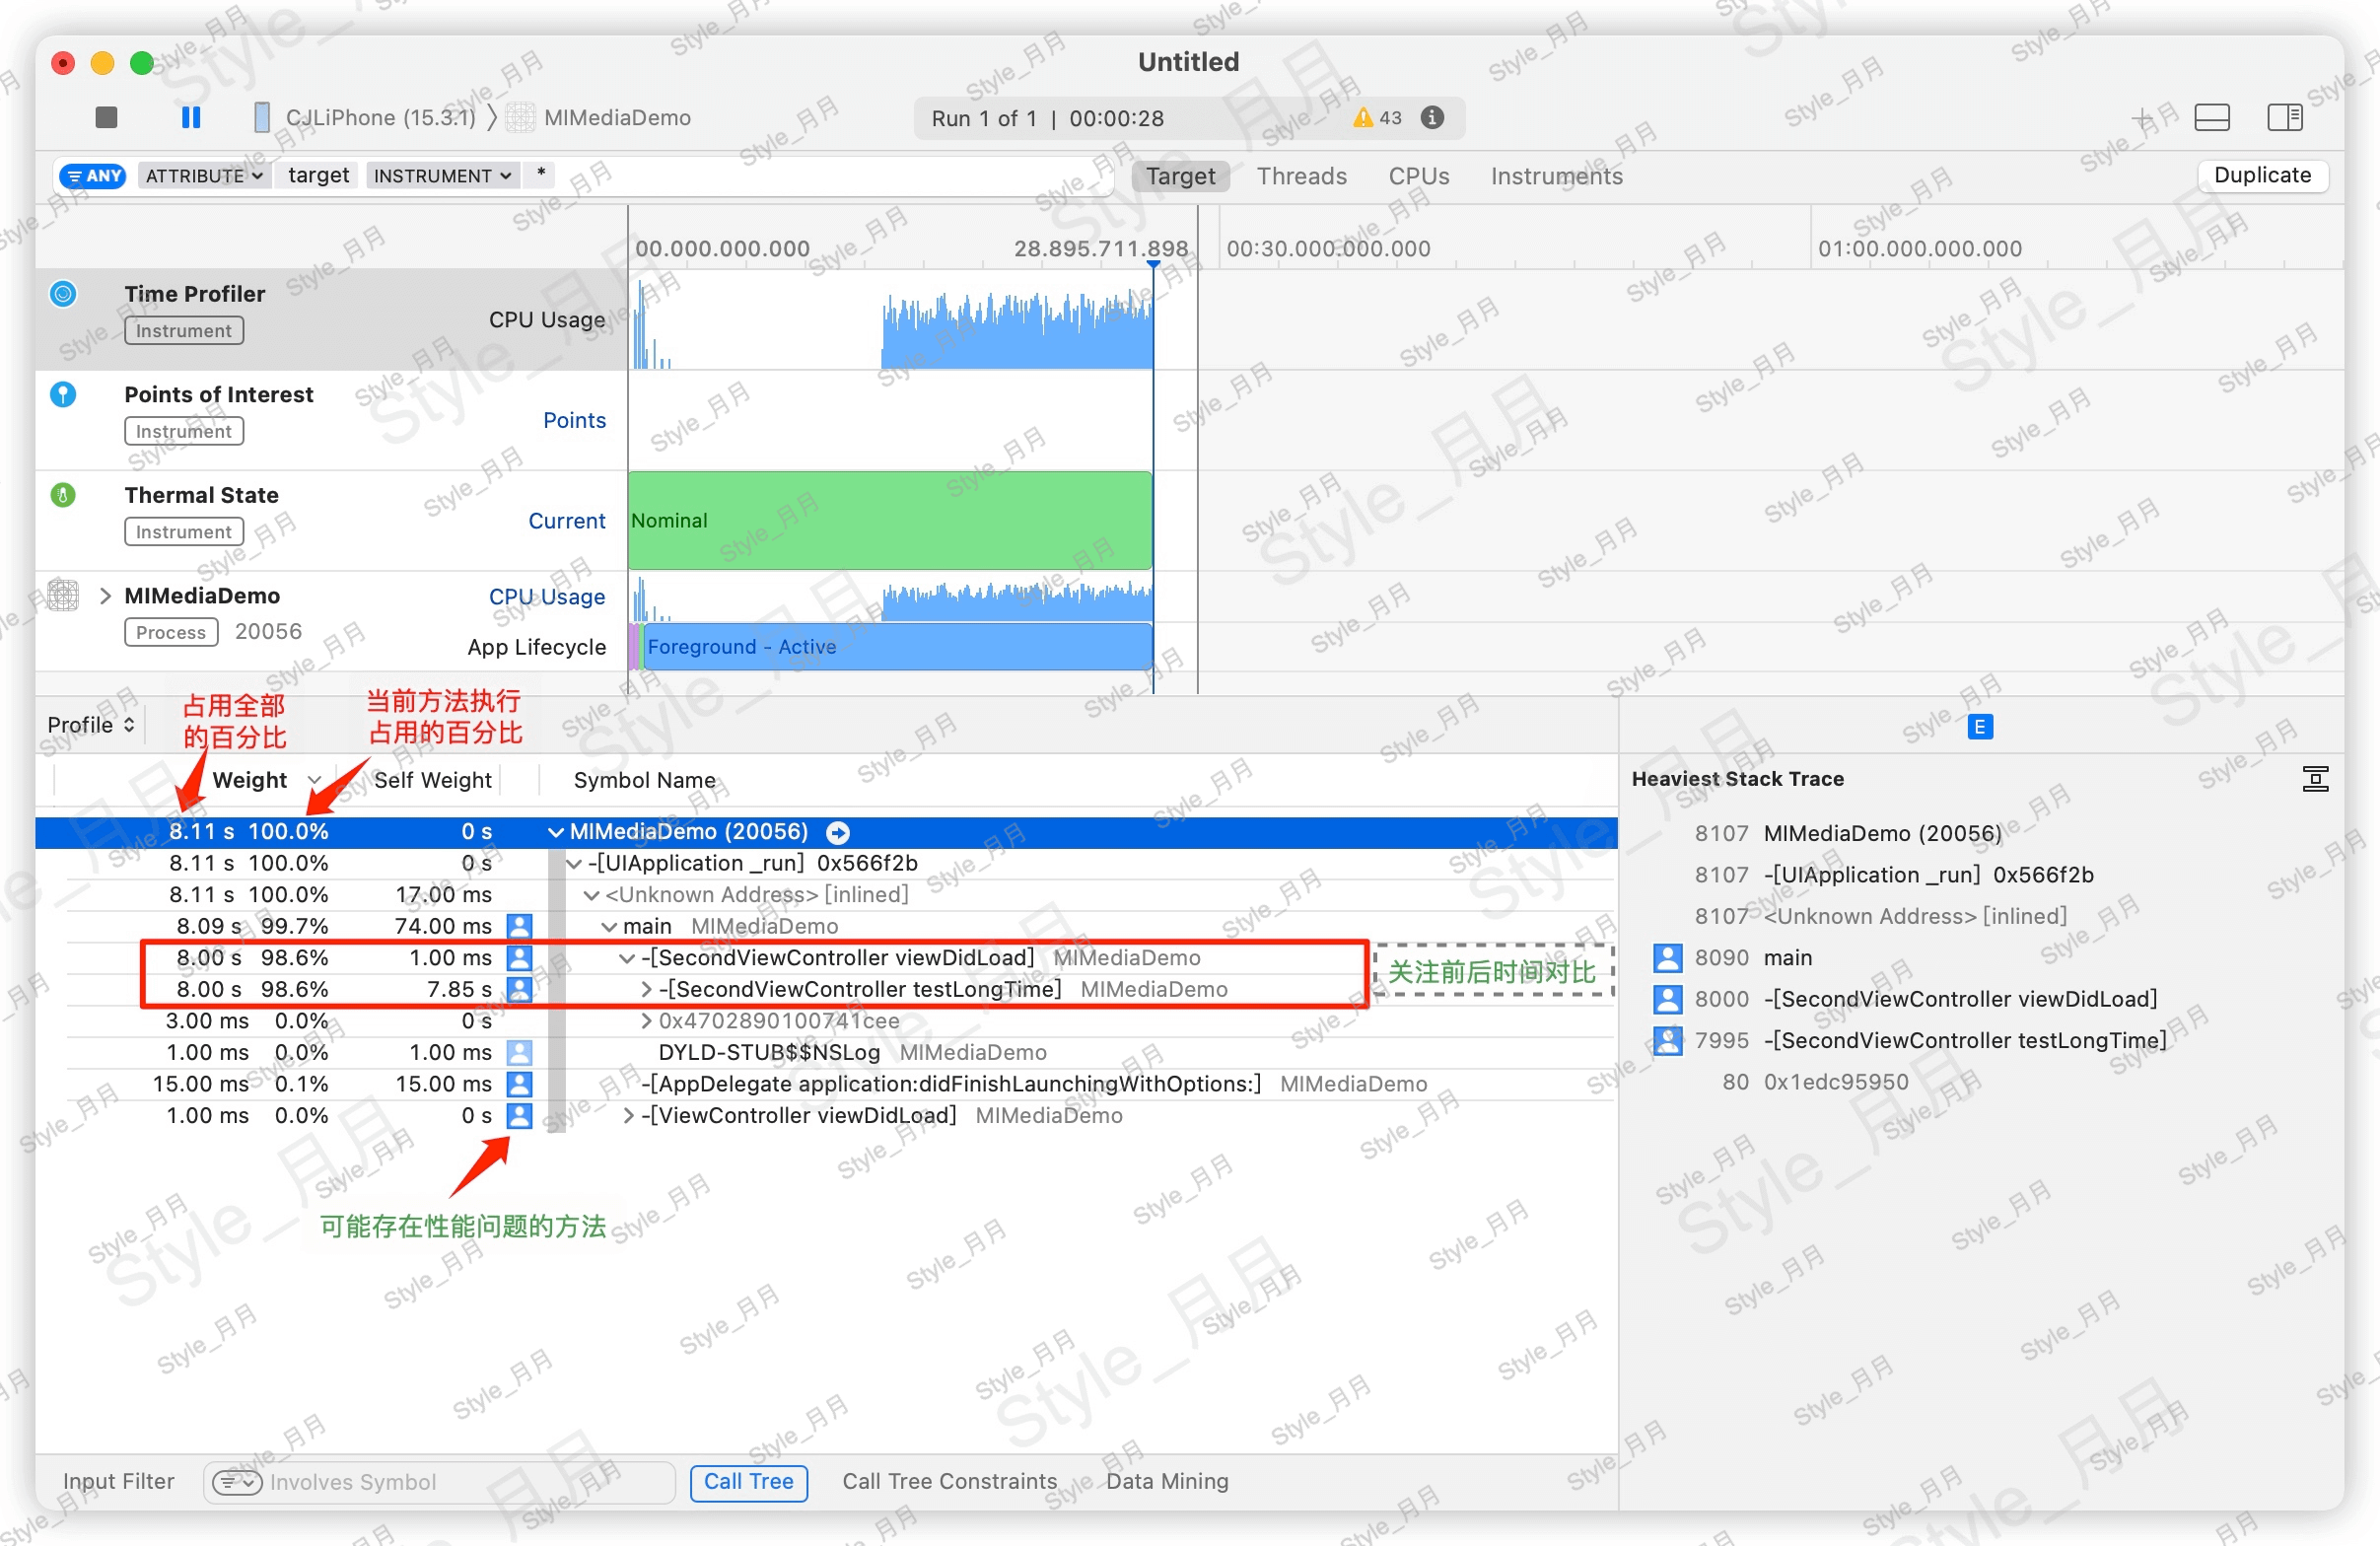 Untitled
CJLiPhone (15.3.1) 〉 MIMediaDemo
Run 1 of 1 | 00:00:28
43
ANY ATTRIBUTE target INSTRUMENT *
Target Threads CPUs Instruments
Duplicate
00.000.000.000 28.895.711.898 00:30.000.000.000 01:00.000.000.000
Time Profiler
Instrument
CPU Usage
Points of Interest
Instrument
Points
Thermal State
Instrument
Current
Nominal
MIMediaDemo
Process 20056
CPU Usage
App Lifecycle
Foreground - Active
Profile
占用全部
的百分比
当前方法执行
占用的百分比
Weight Self Weight Symbol Name
8.11 s 100.0% 0 s MIMediaDemo (20056)
8.11 s 100.0% 0 s -[UIApplication _run] 0x566f2b
8.11 s 100.0% 17.00 ms <Unknown Address> [inlined]
8.09 s 99.7% 74.00 ms main MIMediaDemo
8.00 s 98.6% 1.00 ms -[SecondViewController viewDidLoad] MIMediaDemo
8.00 s 98.6% 7.85 s -[SecondViewController testLongTime] MIMediaDemo
关注前后时间对比
3.00 ms 0.0% 0 s 0x4702890100741cee
1.00 ms 0.0% 1.00 ms DYLD-STUB$$NSLog MIMediaDemo
15.00 ms 0.1% 15.00 ms -[AppDelegate application:didFinishLaunchingWithOptions:] MIMediaDemo
1.00 ms 0.0% 0 s -[ViewController viewDidLoad] MIMediaDemo
可能存在性能问题的方法
E
Heaviest Stack Trace
8107 MIMediaDemo (20056)
8107 -[UIApplication _run] 0x566f2b
8107 <Unknown Address> [inlined]
8090 main
8000 -[SecondViewController viewDidLoad]
7995 -[SecondViewController testLongTime]
80 0x1edc95950
Input Filter Involves Symbol Call Tree Call Tree Constraints Data Mining
Style_月月